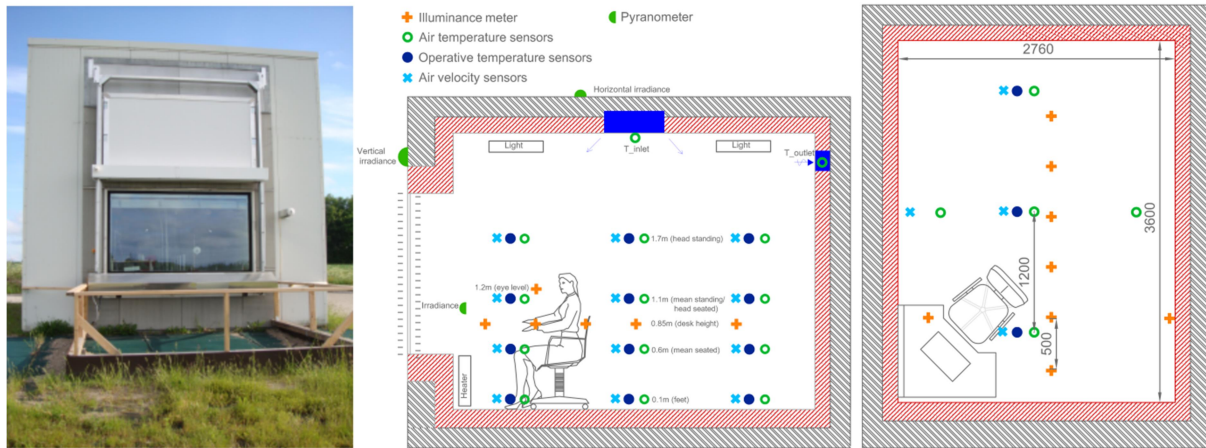 Illuminance meter
Pyranometer
Air temperature sensors
Operative temperature sensors
Air velocity sensors
Horizontal irradiance
Vertical
irradiance
Light
T_inlet
Light
T_outlet
1.7m (head standing)
1.2m (eye level)
1.1m (mean standing/
head seated)
Irradiance
0.85m (desk height)
0.6m (mean seated)
Heater
0.1m (feet)
2760
3600
1200
500